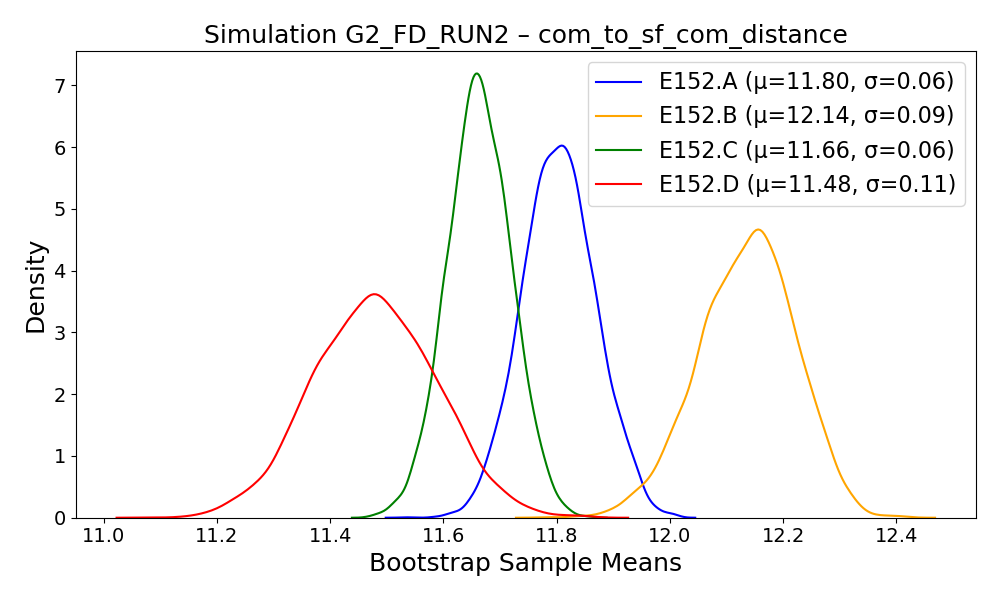 Simulation G2_FD_RUN2 – com_to_sf_com_distance
E152.A (μ=11.80, σ=0.06)
E152.B (μ=12.14, σ=0.09)
E152.C (μ=11.66, σ=0.06)
E152.D (μ=11.48, σ=0.11)
Density
7
6
5
4
3
2
1
0
11.0 11.2 11.4 11.6 11.8 12.0 12.2 12.4
Bootstrap Sample Means